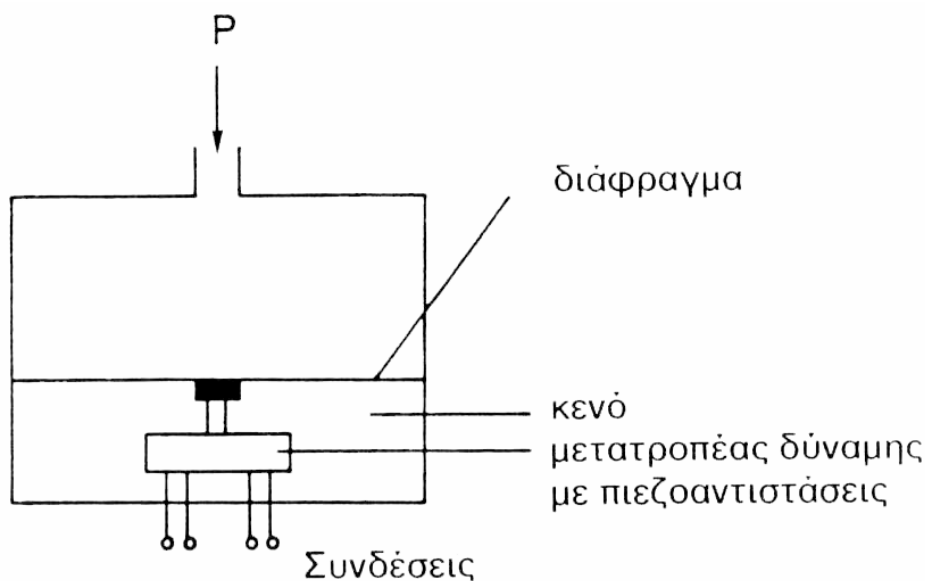 P
διάφραγμα
κενό
μετατροπέας δύναμης
με πιεζοαντιστάσεις
Συνδέσεις